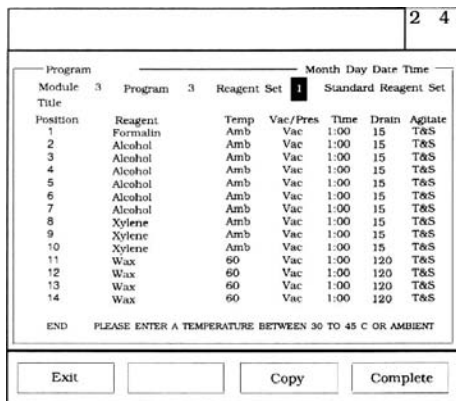 2 4
Program Month Day Date Time
Module 3 Program 3 Reagent Set 1 Standard Reagent Set
Title
Position Reagent Temp Vac/Pres Time Drain Agitate
1 Formalin Amb Vac 1:00 15 T&S
2 Alcohol Amb Vac 1:00 15 T&S
3 Alcohol Amb Vac 1:00 15 T&S
4 Alcohol Amb Vac 1:00 15 T&S
5 Alcohol Amb Vac 1:00 15 T&S
6 Alcohol Amb Vac 1:00 15 T&S
7 Alcohol Amb Vac 1:00 15 T&S
8 Xylene Amb Vac 1:00 15 T&S
9 Xylene Amb Vac 1:00 15 T&S
10 Xylene Amb Vac 1:00 15 T&S
11 Wax 60 Vac 1:00 120 T&S
12 Wax 60 Vac 1:00 120 T&S
13 Wax 60 Vac 1:00 120 T&S
14 Wax 60 Vac 1:00 120 T&S
END PLEASE ENTER A TEMPERATURE BETWEEN 30 TO 45 C OR AMBIENT
Exit Copy Complete